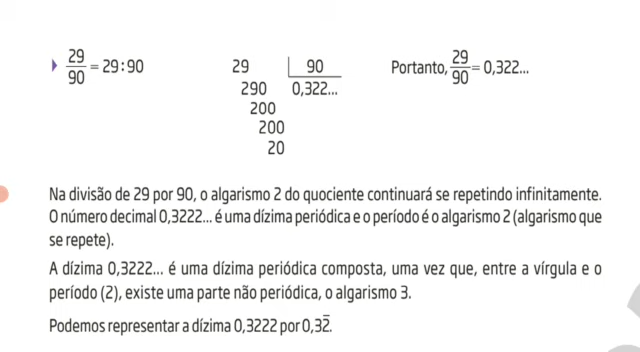 29/90 = 29 : 90
29 90
290 0,322...
200
200
20
Portanto, 29/90 = 0,322...
Na divisão de 29 por 90, o algarismo 2 do quociente continuará se repetindo infinitamente.
O número decimal 0,3222... é uma dízima periódica e o período é o algarismo 2 (algarismo que
se repete).
A dízima 0,3222... é uma dízima periódica composta, uma vez que, entre a vírgula e o
período (2), existe uma parte não periódica, o algarismo 3.
Podemos representar a dízima 0,3222 por 0,32̅.